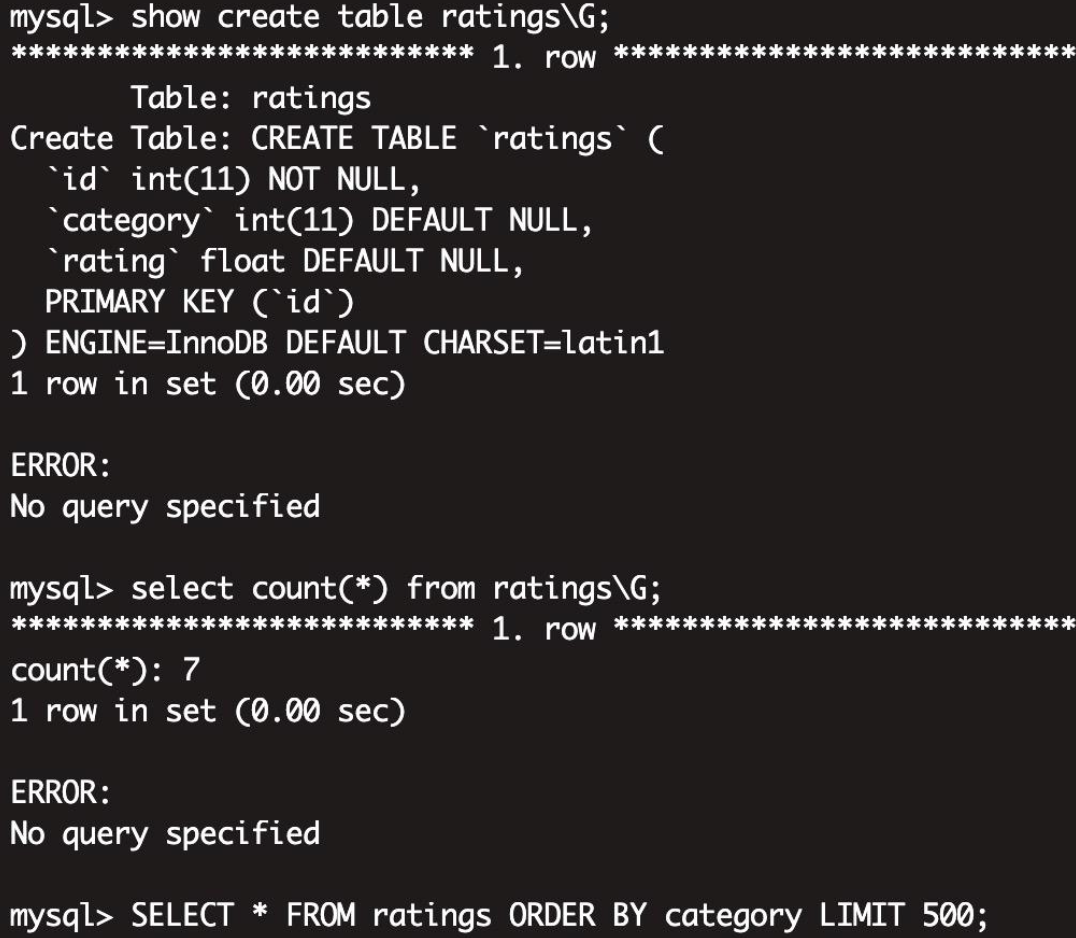 mysql> show create table ratings\G;
*************************** 1. row ***************************
Table: ratings
Create Table: CREATE TABLE `ratings` (
`id` int(11) NOT NULL,
`category` int(11) DEFAULT NULL,
`rating` float DEFAULT NULL,
PRIMARY KEY (`id`)
) ENGINE=InnoDB DEFAULT CHARSET=latin1
1 row in set (0.00 sec)
ERROR:
No query specified
mysql> select count(*) from ratings\G;
*************************** 1. row ***************************
count(*): 7
1 row in set (0.00 sec)
ERROR:
No query specified
mysql> SELECT * FROM ratings ORDER BY category LIMIT 500;